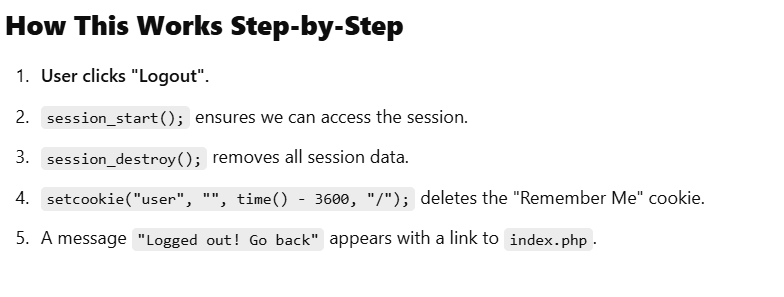 How This Works Step-by-Step
1. User clicks "Logout".
2. session_start(); ensures we can access the session.
3. session_destroy(); removes all session data.
4. setcookie("user", "", time() - 3600, "/"); deletes the "Remember Me" cookie.
5. A message "Logged out! Go back" appears with a link to index.php.